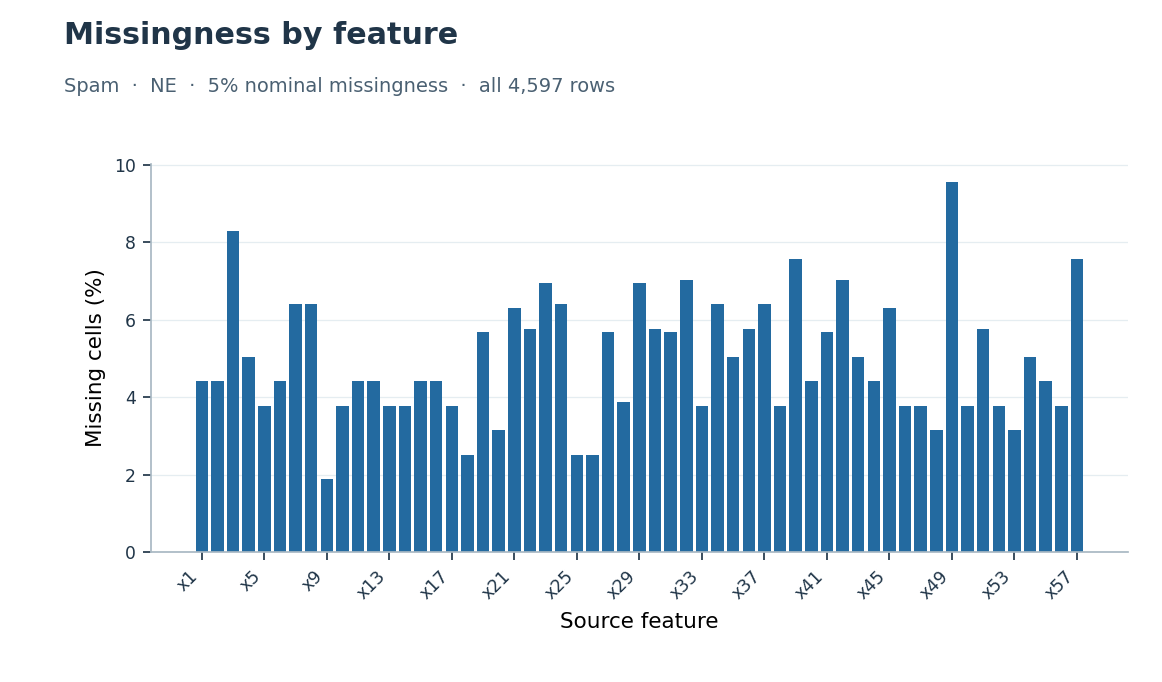 Missingness by feature
Spam · NE · 5% nominal missingness · all 4,597 rows
10
8
6
4
2
0
Missing cells (%)
x1 x5 x9 x13 x17 x21 x25 x29 x33 x37 x41 x45 x49 x53 x57
Source feature